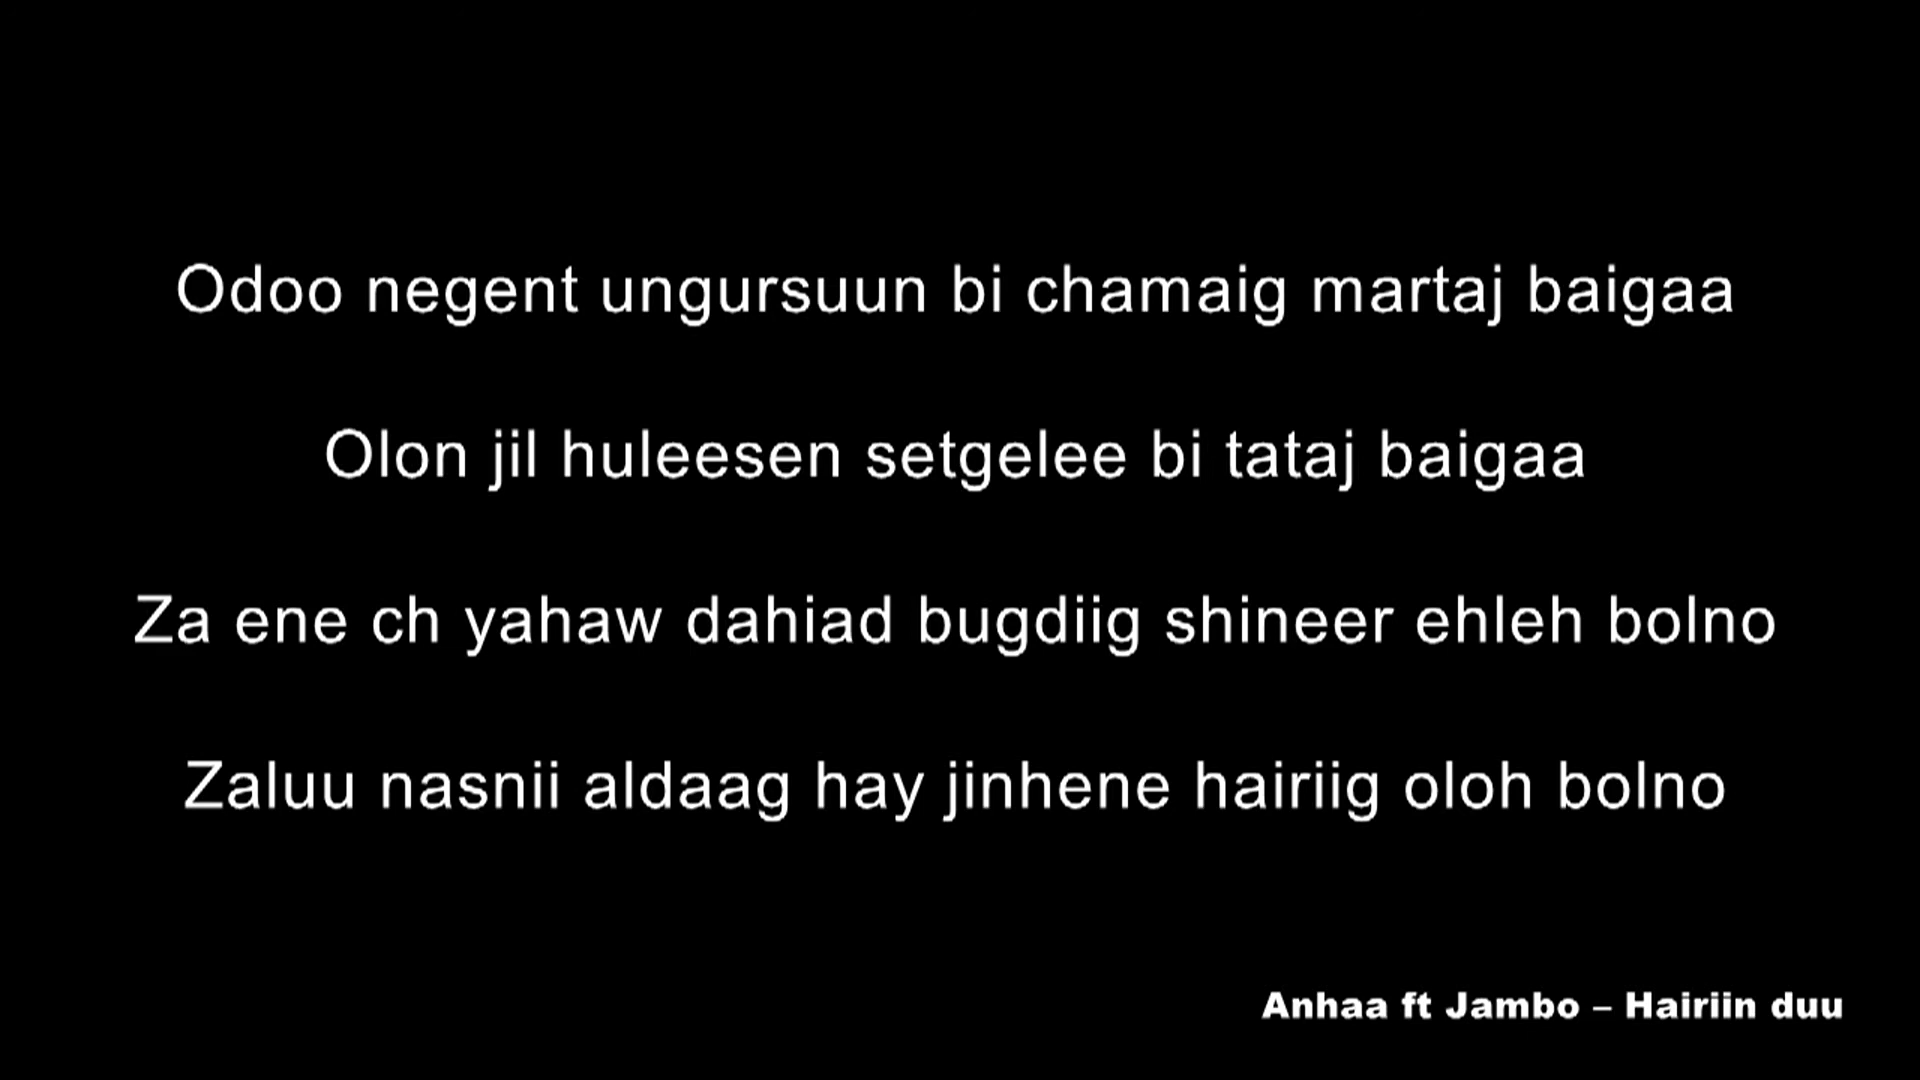 Odoo negent ungursuun bi chamaig martaj baigaa
Olon jil huleesen setgelee bi tataj baigaa
Za ene ch yahaw dahiad bugdiig shineer ehleh bolno
Zaluu nasnii aldaag hay jinhene hairiig oloh bolno
Anhaa ft Jambo – Hairiin duu